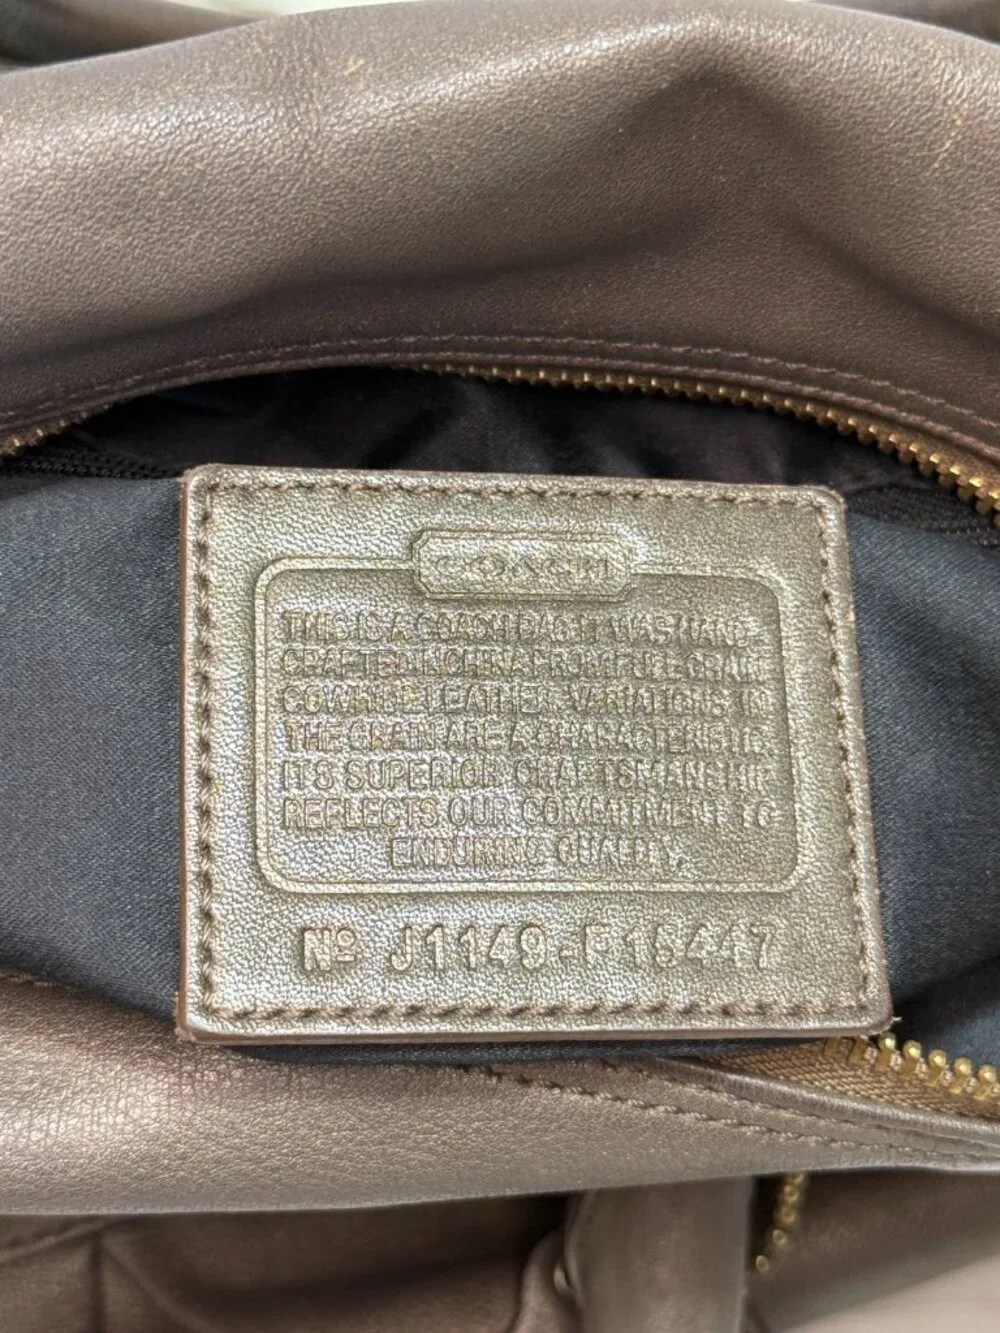 COACH
THIS IS A COACH BAG. IT WAS HAND-
CRAFTED IN CHINA FROM FULL GRAIN
COWHIDE LEATHER. VARIATIONS IN
THE GRAIN ARE A CHARACTERISTIC.
ITS SUPERIOR CRAFTSMANSHIP
REFLECTS OUR COMMITMENT TO
ENDURING QUALITY.
Nº J1149-F15447